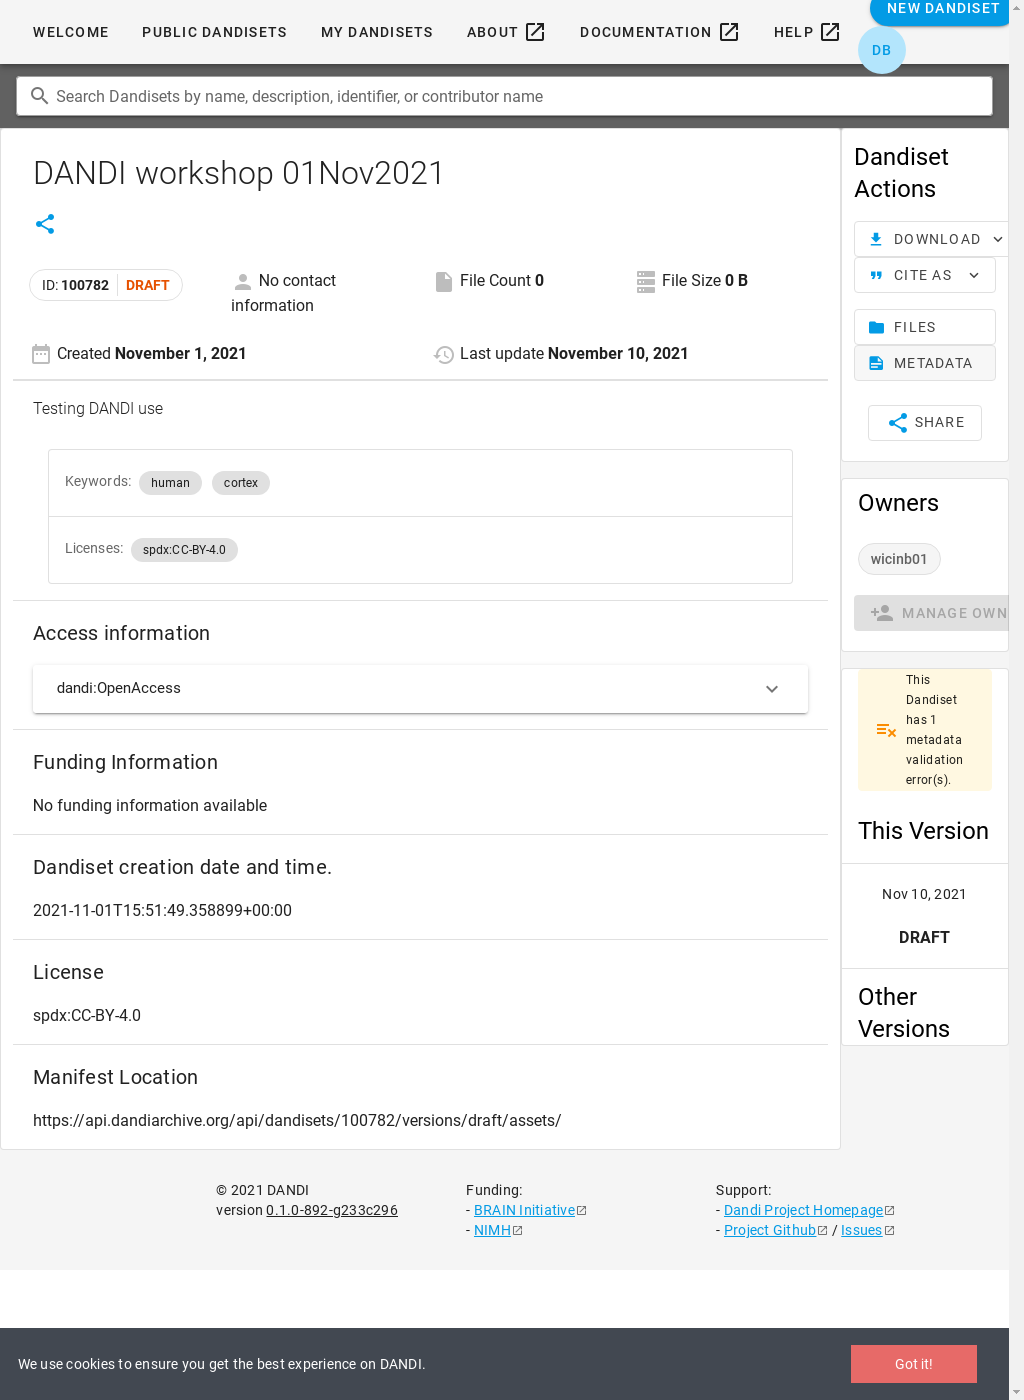 WELCOME
PUBLIC DANDISETS
MY DANDISETS
ABOUT
DOCUMENTATION
HELP
NEW DANDISET
DB
Search Dandisets by name, description, identifier, or contributor name
DANDI workshop 01Nov2021
ID: 100782 DRAFT
No contact
information
File Count 0
File Size 0 B
Created November 1, 2021
Last update November 10, 2021
Testing DANDI use
Keywords: human cortex
Licenses: spdx:CC-BY-4.0
Access information
dandi:OpenAccess
Funding Information
No funding information available
Dandiset creation date and time.
2021-11-01T15:51:49.358899+00:00
License
spdx:CC-BY-4.0
Manifest Location
https://api.dandiarchive.org/api/dandisets/100782/versions/draft/assets/
Dandiset
Actions
DOWNLOAD
CITE AS
FILES
METADATA
SHARE
Owners
wicinb01
MANAGE OWN
This
Dandiset
has 1
metadata
validation
error(s).
This Version
Nov 10, 2021
DRAFT
Other
Versions
© 2021 DANDI
version 0.1.0-892-g233c296
Funding:
- BRAIN Initiative
- NIMH
Support:
- Dandi Project Homepage
- Project Github / Issues
We use cookies to ensure you get the best experience on DANDI.
Got it!